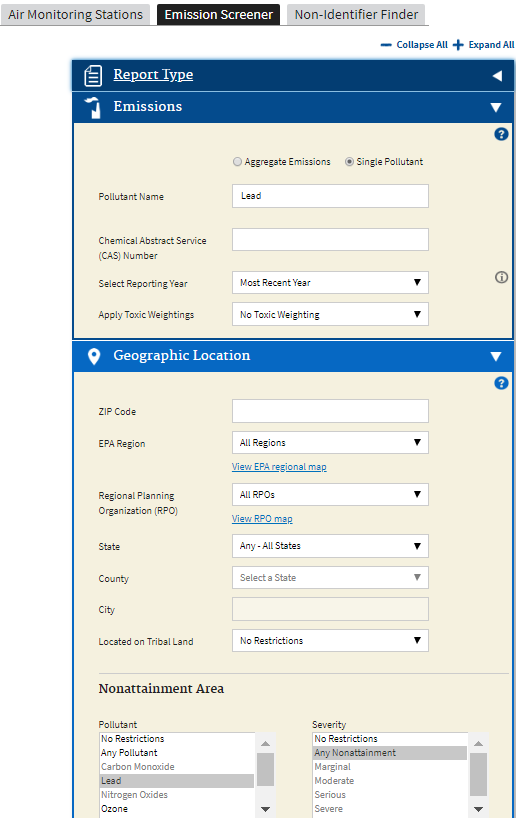 Air Monitoring Stations Emission Screener Non-Identifier Finder
Collapse All Expand All
Report Type
Emissions
?
Aggregate Emissions Single Pollutant
Pollutant Name Lead
Chemical Abstract Service
(CAS) Number
Select Reporting Year Most Recent Year
Apply Toxic Weightings No Toxic Weighting
Geographic Location
?
ZIP Code
EPA Region All Regions
View EPA regional map
Regional Planning All RPOs
Organization (RPO)
View RPO map
State Any - All States
County Select a State
City
Located on Tribal Land No Restrictions
Nonattainment Area
Pollutant Severity
No Restrictions No Restrictions
Any Pollutant Any Nonattainment
Carbon Monoxide Marginal
Lead Moderate
Nitrogen Oxides Serious
Ozone Severe